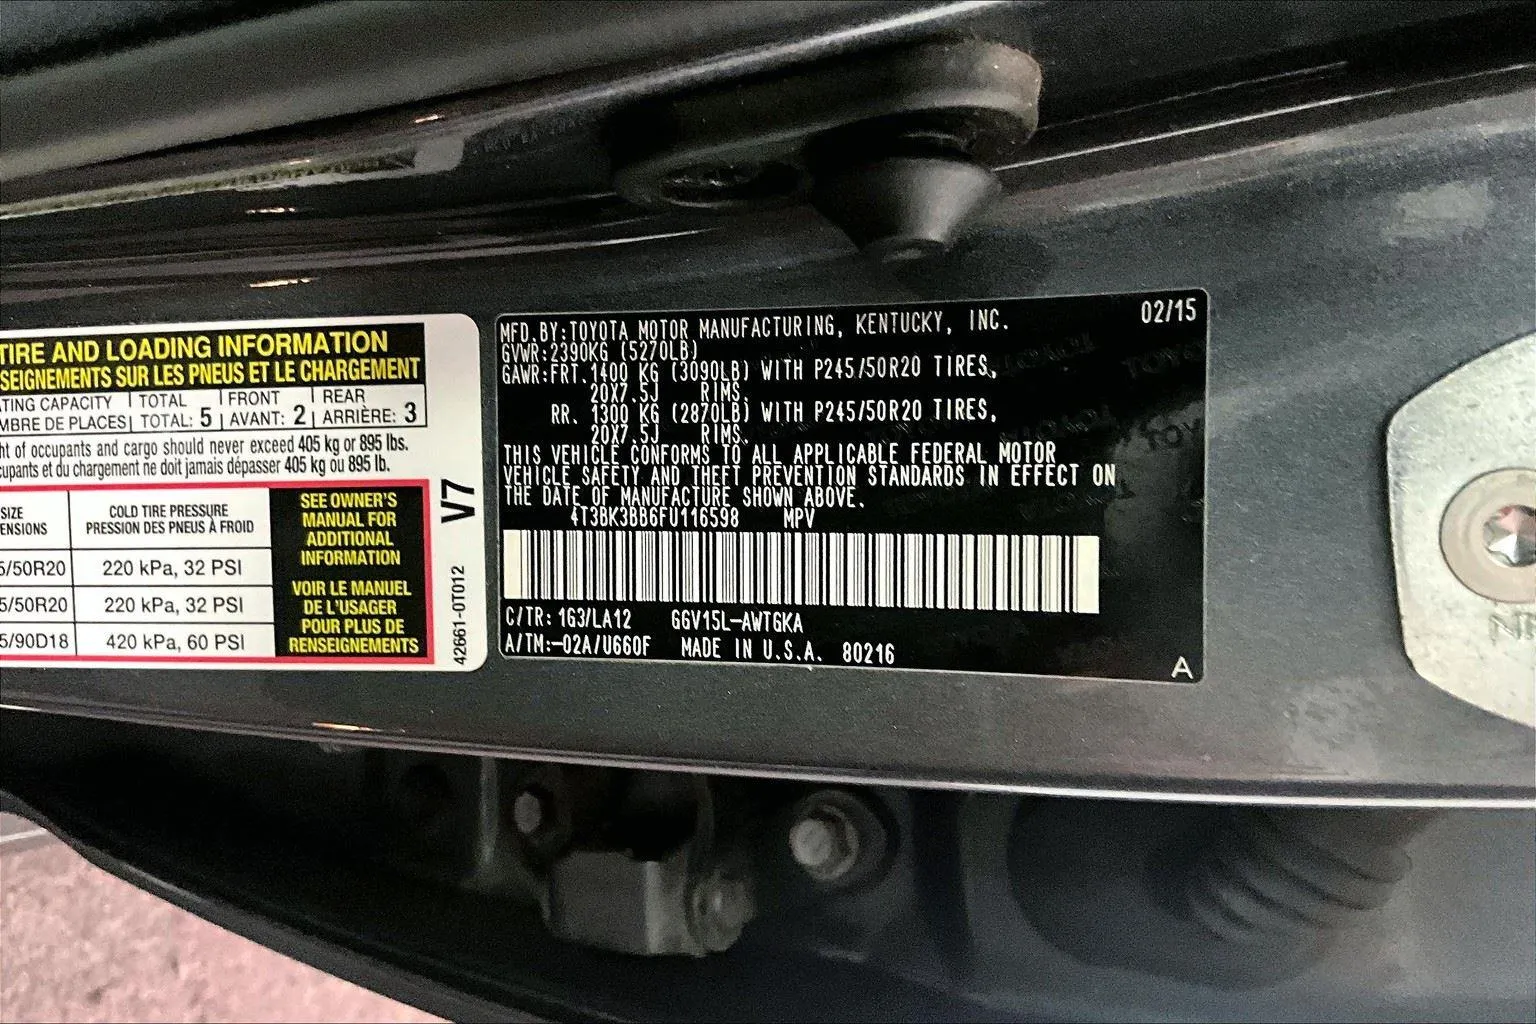 TIRE AND LOADING INFORMATION
SEIGNEMENTS SUR LES PNEUS ET LE CHARGEMENT
TING CAPACITY TOTAL FRONT REAR
MBRE DE PLACES TOTAL: 5 AVANT: 2 ARRIÈRE: 3
ht of occupants and cargo should never exceed 405 kg or 895 lbs.
cupants et du chargement ne doit jamais dépasser 405 kg ou 895 lb.
SIZE COLD TIRE PRESSURE
ENSIONS PRESSION DES PNEUS À FROID
5/50R20 220 kPa, 32 PSI
5/50R20 220 kPa, 32 PSI
5/90D18 420 kPa, 60 PSI
SEE OWNER'S
MANUAL FOR
ADDITIONAL
INFORMATION
VOIR LE MANUEL
DE L'USAGER
POUR PLUS DE
RENSEIGNEMENTS
V7
42661-0T012
02/15
MFD.BY:TOYOTA MOTOR MANUFACTURING, KENTUCKY, INC.
GVWR:2390KG (5270LB)
GAWR:FRT.1400 KG (3090LB) WITH P245/50R20 TIRES,
20X7.5J RIMS,
RR. 1300 KG (2870LB) WITH P245/50R20 TIRES,
20X7.5J RIMS.
THIS VEHICLE CONFORMS TO ALL APPLICABLE FEDERAL MOTOR
VEHICLE SAFETY AND THEFT PREVENTION STANDARDS IN EFFECT ON
THE DATE OF MANUFACTURE SHOWN ABOVE.
4T3BK3BB6FU116598 MPV
C/TR: 1G3/LA12 GGV15L-AWTGKA
A/TM:-02A/U660F MADE IN U.S.A. 80216
A